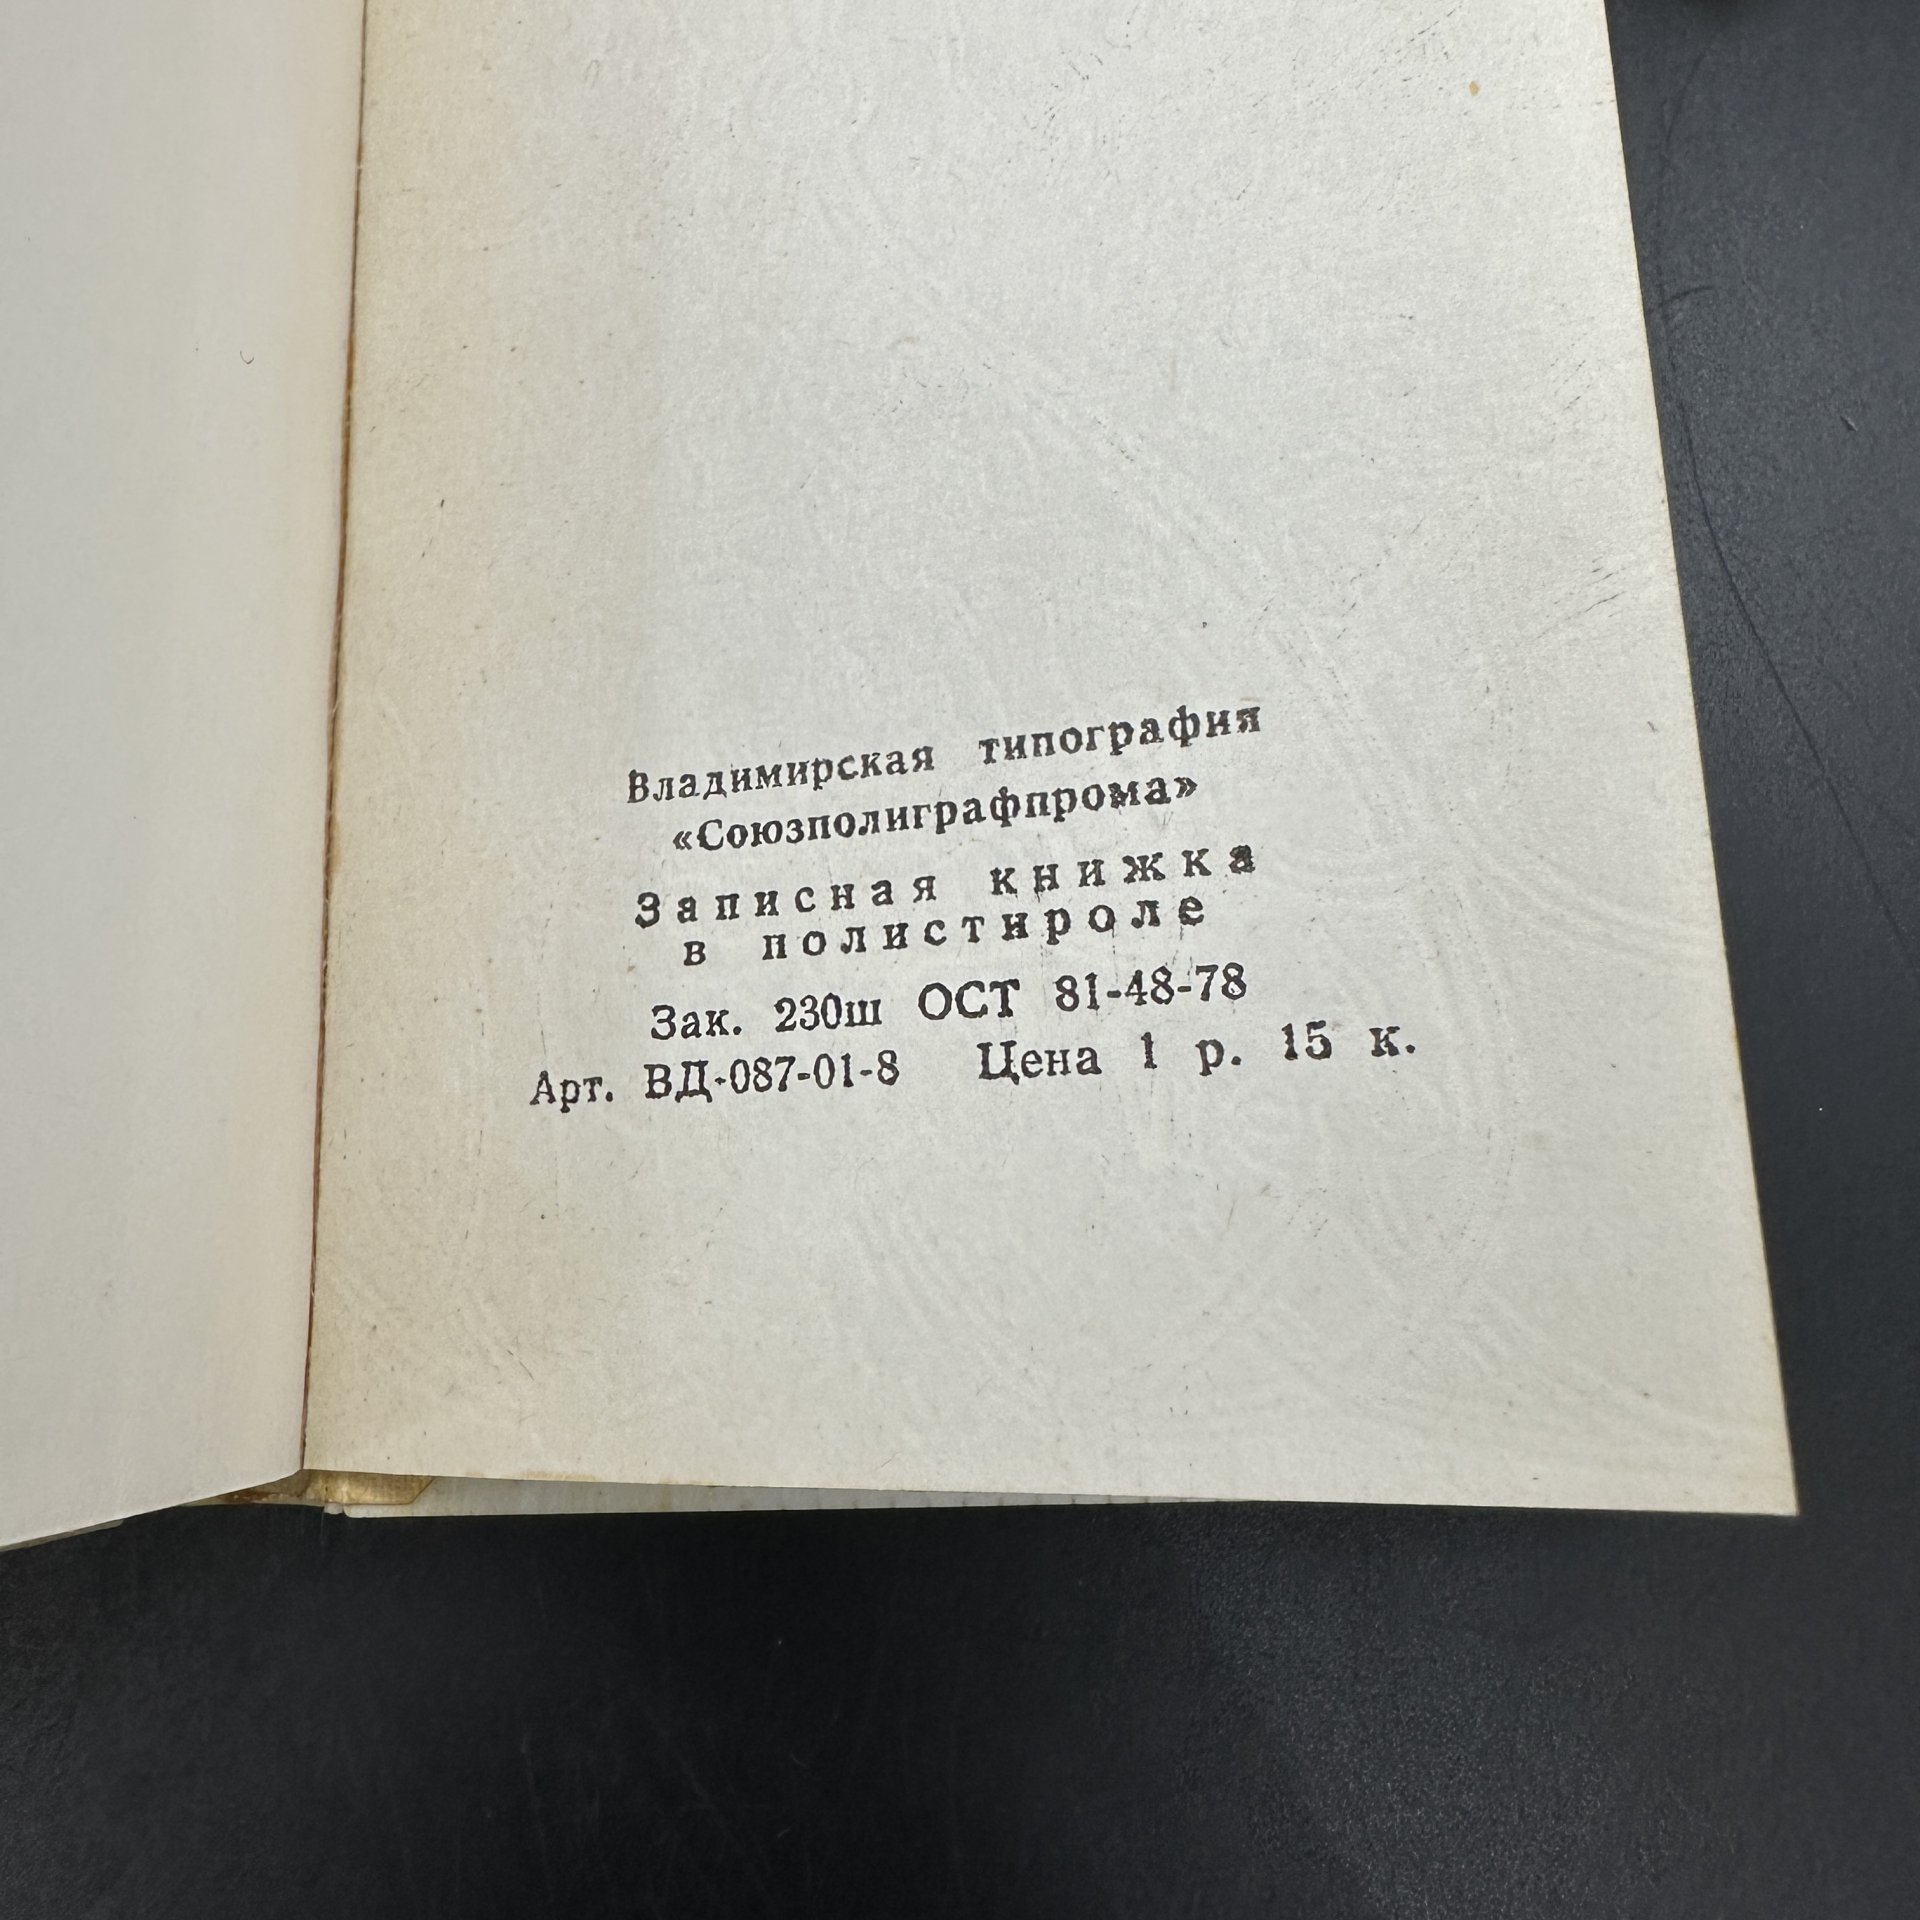 Владимирская типография
«Союзполиграфпрома»
Записная книжка
в полистироле
Зак. 230ш ОСТ 81-48-78
Арт. ВД-087-01-8 Цена 1 р. 15 к.